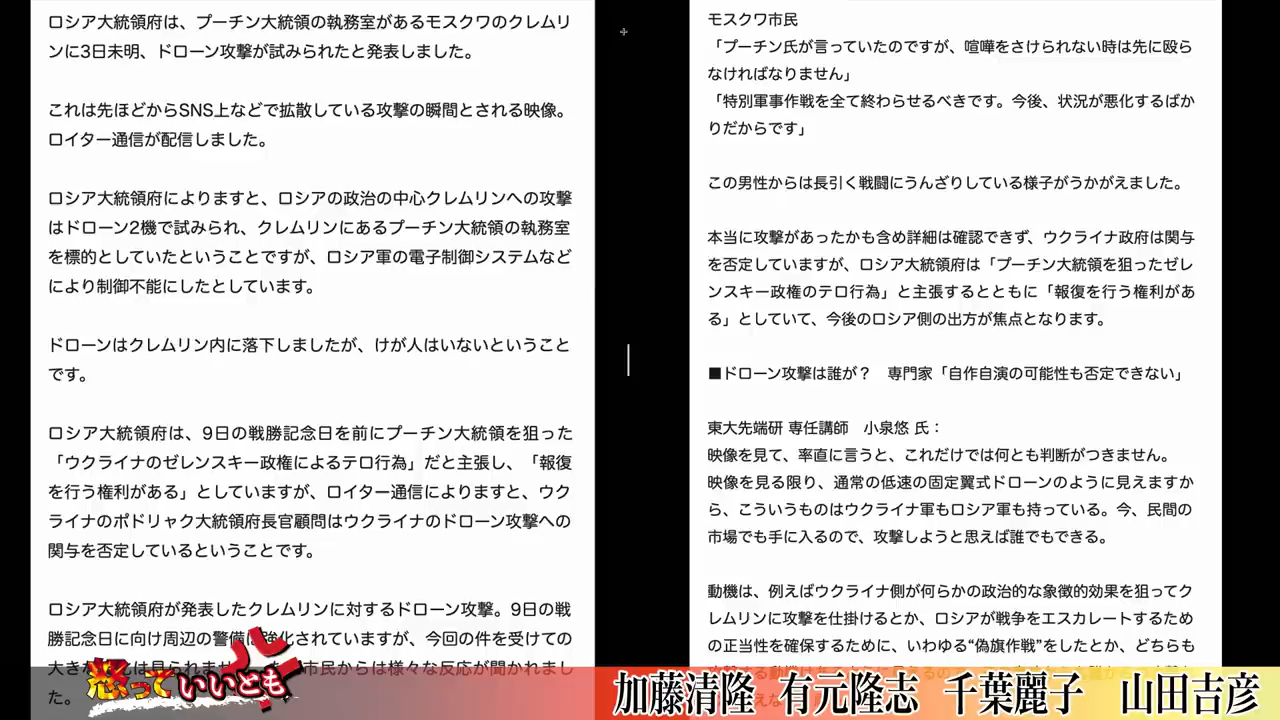 ロシア大統領府は、プーチン大統領の執務室があるモスクワのクレムリ
ンに3日未明、ドローン攻撃が試みられたと発表しました。
これは先ほどからSNS上などで拡散している攻撃の瞬間とされる映像。
ロイター通信が配信しました。
ロシア大統領府によりますと、ロシアの政治の中心クレムリンへの攻撃
はドローン2機で試みられ、クレムリンにあるプーチン大統領の執務室
を標的としていたということですが、ロシア軍の電子制御システムなど
により制御不能にしたとしています。
ドローンはクレムリン内に落下しましたが、けが人はいないということ
です。
ロシア大統領府は、9日の戦勝記念日を前にプーチン大統領を狙った
「ウクライナのゼレンスキー政権によるテロ行為」だと主張し、「報復
を行う権利がある」としていますが、ロイター通信によりますと、ウク
ライナのポドリャク大統領府長官顧問はウクライナのドローン攻撃への
関与を否定しているということです。
ロシア大統領府が発表したクレムリンに対するドローン攻撃。9日の戦
勝記念日に向け周辺の警備は強化されていますが、今回の件を受けての
大き
は見られま
市民からは様々な反応が聞かれまし
た。
モスクワ市民
「プーチン氏が言っていたのですが、喧嘩をさけられない時は先に殴ら
なければなりません」
「特別軍事作戦を全て終わらせるべきです。今後、状況が悪化するばか
りだからです」
この男性からは長引く戦闘にうんざりしている様子がうかがえました。
本当に攻撃があったかも含め詳細は確認できず、ウクライナ政府は関与
を否定していますが、ロシア大統領府は「プーチン大統領を狙ったゼレ
ンスキー政権のテロ行為」と主張するとともに「報復を行う権利があ
る」としていて、今後のロシア側の出方が焦点となります。
■ドローン攻撃は誰が？　専門家「自作自演の可能性も否定できない」
東大先端研 専任講師　小泉悠 氏：
映像を見て、率直に言うと、これだけでは何とも判断がつきません。
映像を見る限り、通常の低速の固定翼式ドローンのように見えますか
ら、こういうものはウクライナ軍もロシア軍も持っている。今、民間の
市場でも手に入るので、攻撃しようと思えば誰でもできる。
動機は、例えばウクライナ側が何らかの政治的な象徴的効果を狙ってク
レムリンに攻撃を仕掛けるとか、ロシアが戦争をエスカレートするため
の正当性を確保するために、いわゆる“偽旗作戦”をしたとか、どちらも
怒っていいとも
加藤清隆　有元隆志　千葉麗子　山田吉彦